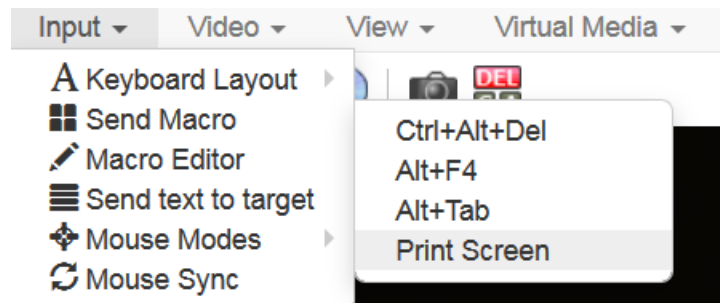 Input Video View Virtual Media
A Keyboard Layout
Send Macro
Macro Editor
Send text to target
Mouse Modes
Mouse Sync
DEL
Ctrl+Alt+Del
Alt+F4
Alt+Tab
Print Screen